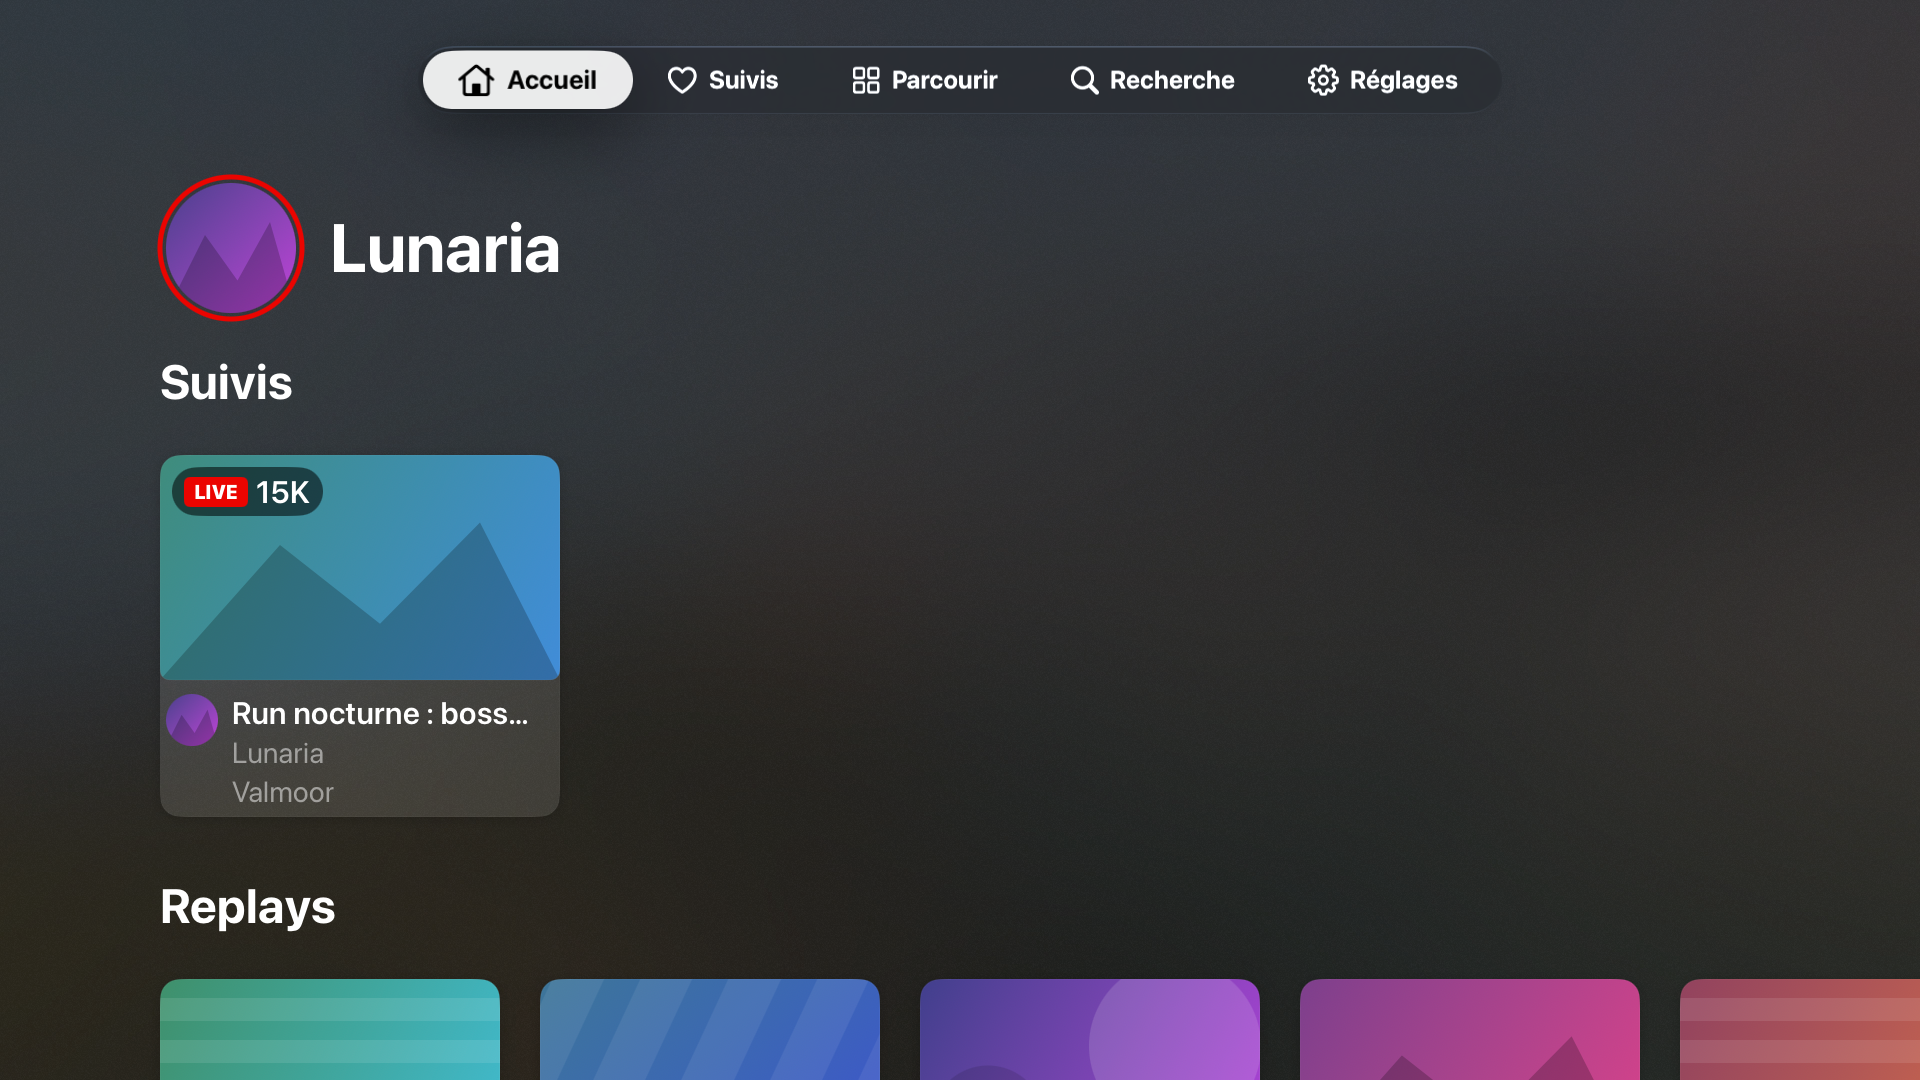 Accueil
Suivis
Parcourir
Recherche
Réglages
Lunaria
Suivis
LIVE 15K
Run nocturne : boss...
Lunaria
Valmoor
Replays